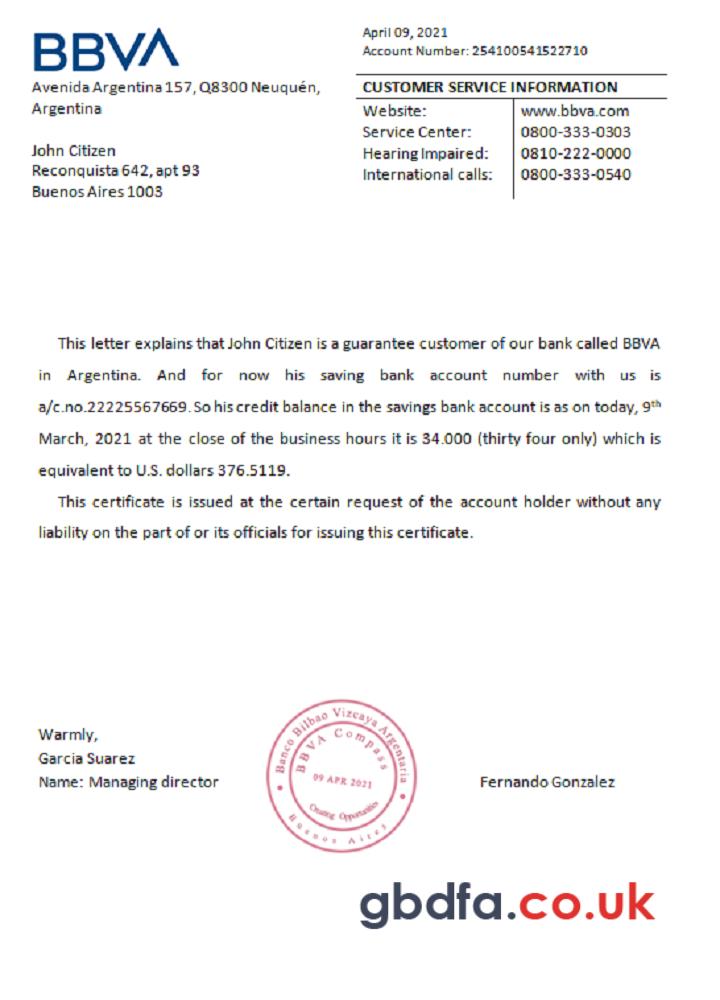 BBVA
Avenida Argentina 157, Q8300 Neuquén,
Argentina
John Citizen
Reconquista 642, apt 93
Buenos Aires 1003
April 09, 2021
Account Number: 254100541522710
CUSTOMER SERVICE INFORMATION
Website: www.bbva.com
Service Center: 0800-333-0303
Hearing Impaired: 0810-222-0000
International calls: 0800-333-0540
This letter explains that John Citizen is a guarantee customer of our bank called BBVA
in Argentina. And for now his saving bank account number with us is
a/c.no.22225567669. So his credit balance in the savings bank account is as on today, 9th
March, 2021 at the close of the business hours it is 34.000 (thirty four only) which is
equivalent to U.S. dollars 376.5119.
This certificate is issued at the certain request of the account holder without any
liability on the part of or its officials for issuing this certificate.
Warmly,
Garcia Suarez
Name: Managing director
Banco Bilbao Vizcaya Argentaria
BBVA Compass
09 APR 2021
Creating Opportunities
Buenos Aires
Fernando Gonzalez
gbdfa.co.uk